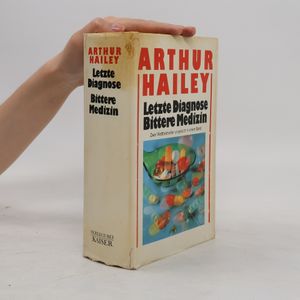 ARTHUR
HAILEY
Letzte
Diagnose
Bittere
Medizin
KAISER
ARTHUR
HAILEY
Letzte Diagnose
Bittere Medizin